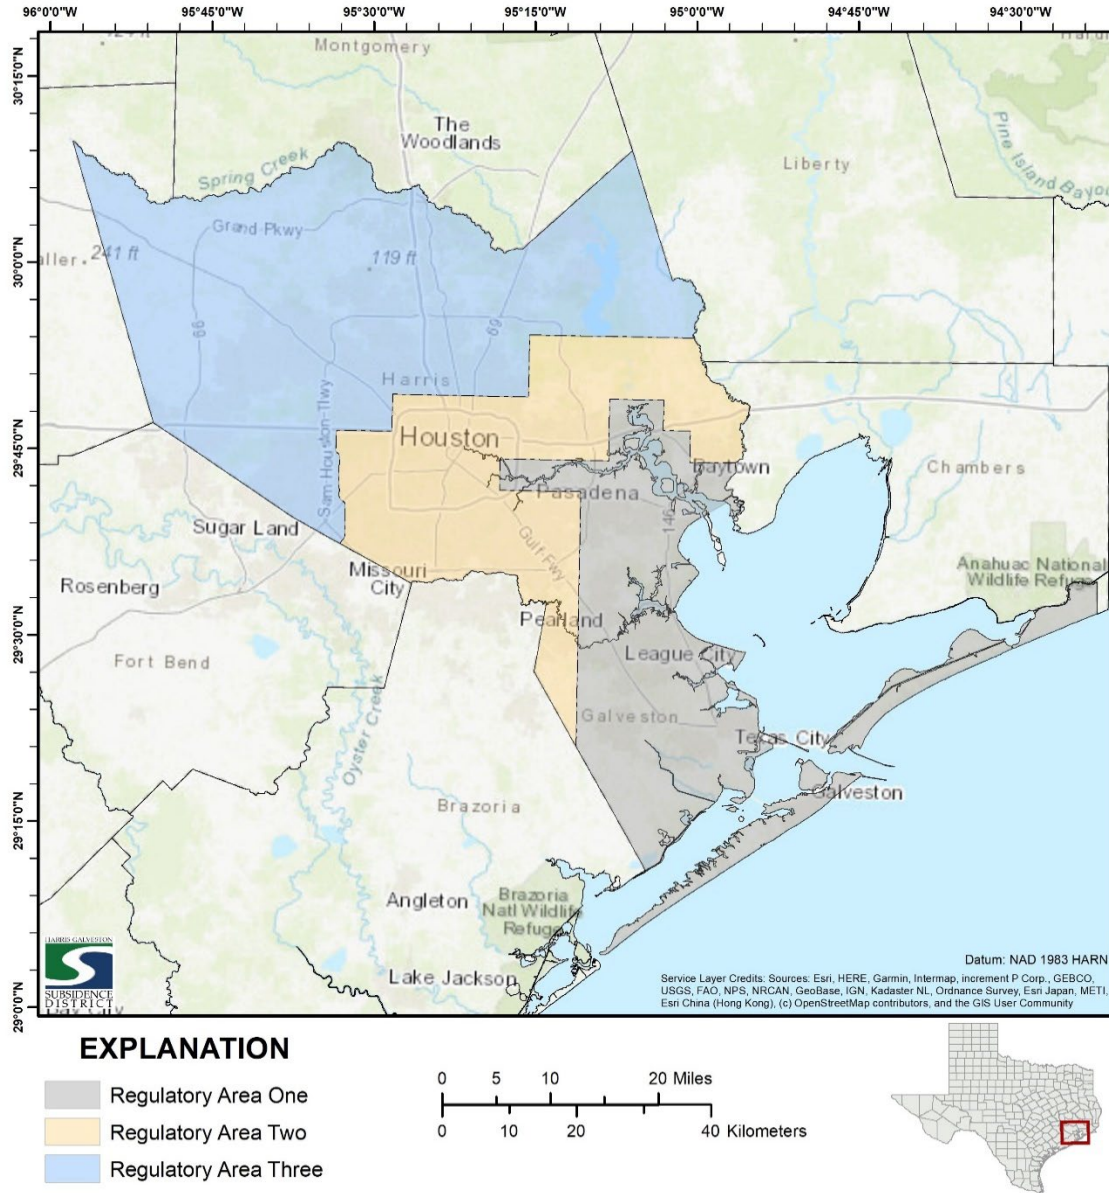 96°0'0"W 95°45'0"W 95°30'0"W 95°15'0"W 95°0'0"W 94°45'0"W 94°30'0"W
30°15'0"N
30°0'0"N
29°45'0"N
29°30'0"N
29°15'0"N
29°0'0"N
Montgomery
The
Woodlands
Spring Creek
Liberty
Pine Island Bayou
Grand Pkwy
aller
241 ft
119 ft
99
69
Harris
Sam Houston Tlwy
Houston
Baytown
Pasadena
146
Chambers
Sugar Land
Gulf Fwy
Missouri
City
Rosenberg
Anahuac National
Wildlife Refuge
Pearland
Fort Bend
League City
Galveston
Oyster Creek
Texas City
Galveston
Brazoria
Angleton
Brazoria
Natl Wildlife
Refuge
Lake Jackson
HARRIS GALVESTON
SUBSIDENCE
DISTRICT
Bay City
Datum: NAD 1983 HARN
Service Layer Credits: Sources: Esri, HERE, Garmin, Intermap, increment P Corp., GEBCO,
USGS, FAO, NPS, NRCAN, GeoBase, IGN, Kadaster NL, Ordnance Survey, Esri Japan, METI,
Esri China (Hong Kong), (c) OpenStreetMap contributors, and the GIS User Community
EXPLANATION
Regulatory Area One
Regulatory Area Two
Regulatory Area Three
0 5 10 20 Miles
0 10 20 40 Kilometers